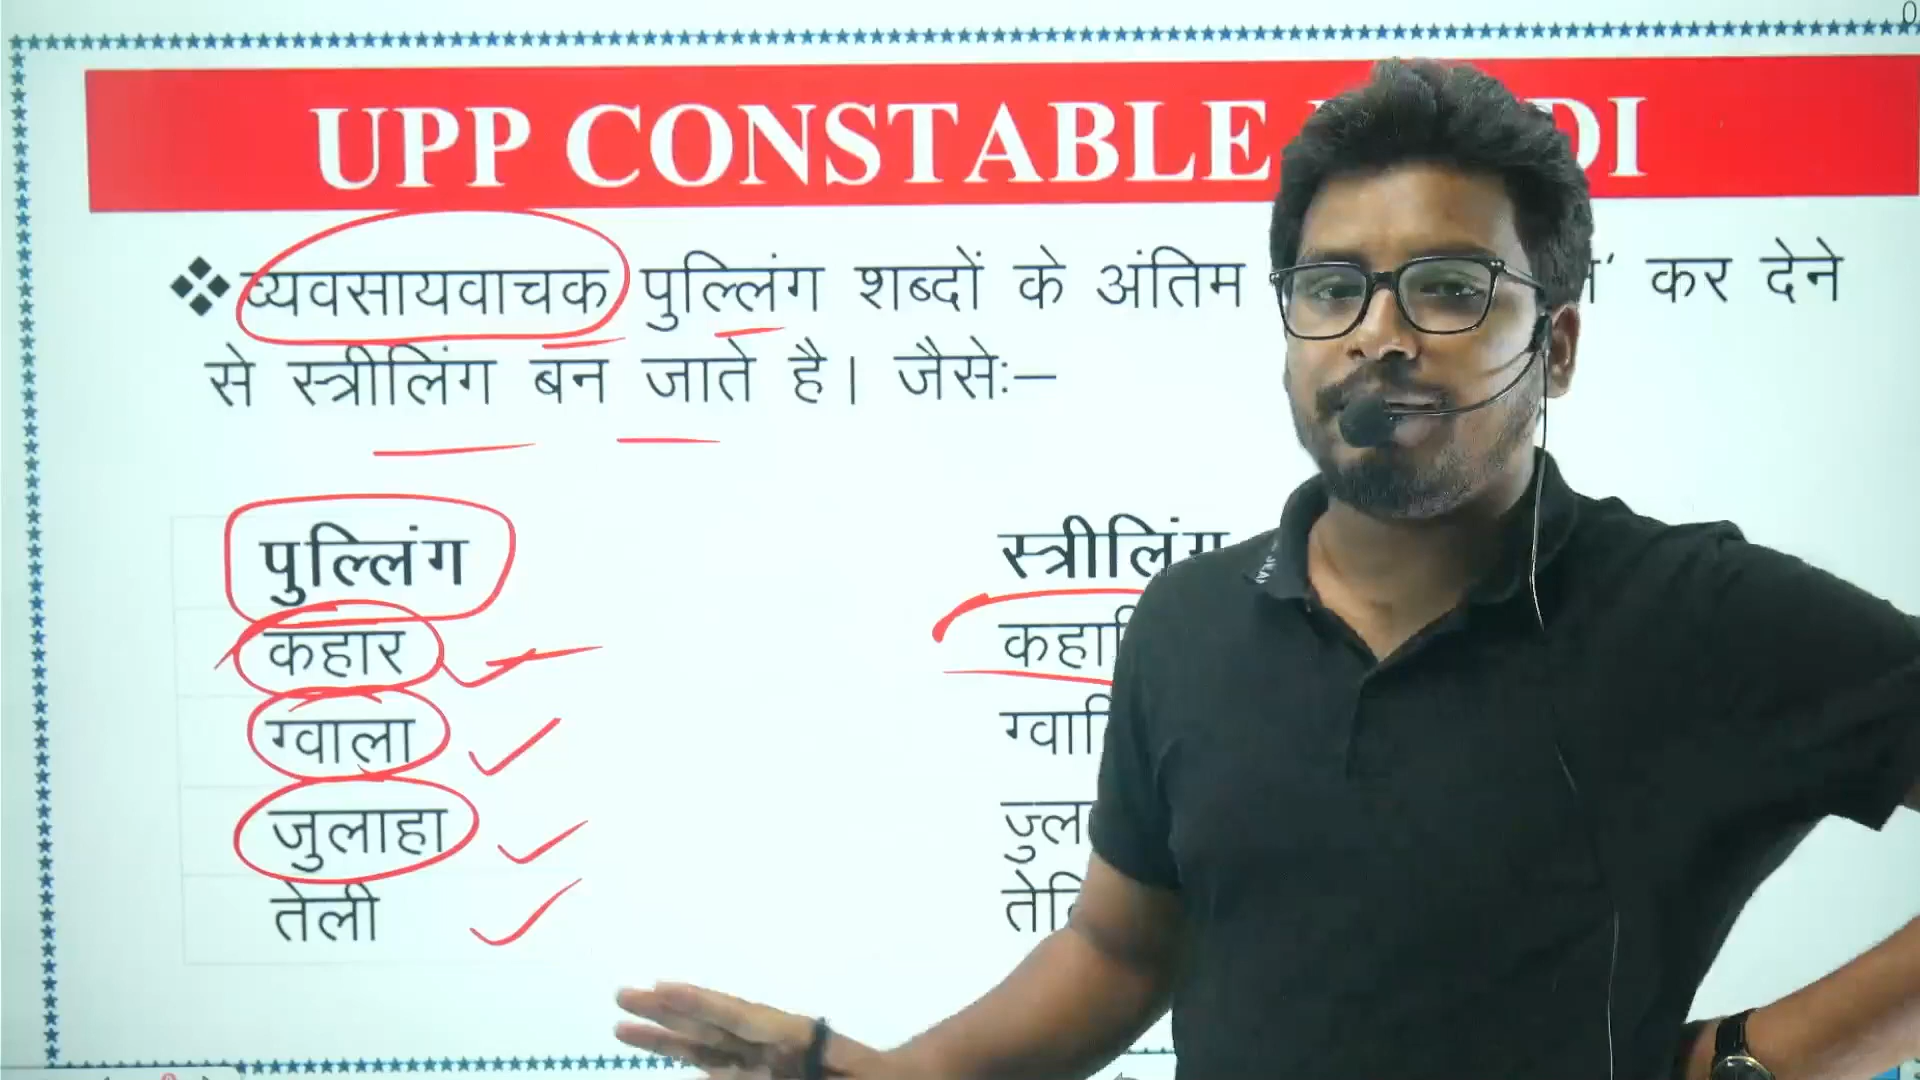 UPP CONSTABLE
व्यवसायवाचक पुल्लिंग शब्दों के अंतिम कर देने
से स्त्रीलिंग बन जाते है। जैसेः–
पुल्लिंग स्त्रीलिंग
कहार
ग्वाला
जुलाहा
तेली